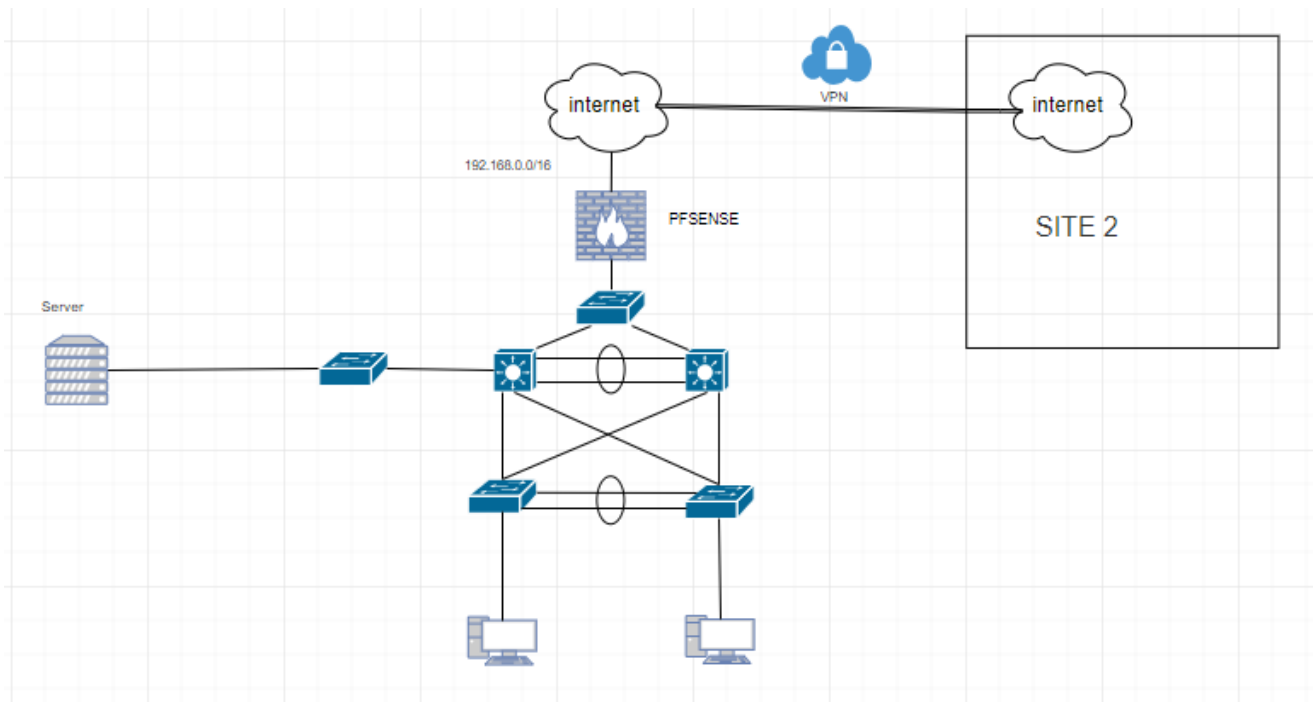 internet
VPN
internet
192.168.0.0/16
PFSENSE
SITE 2
Server